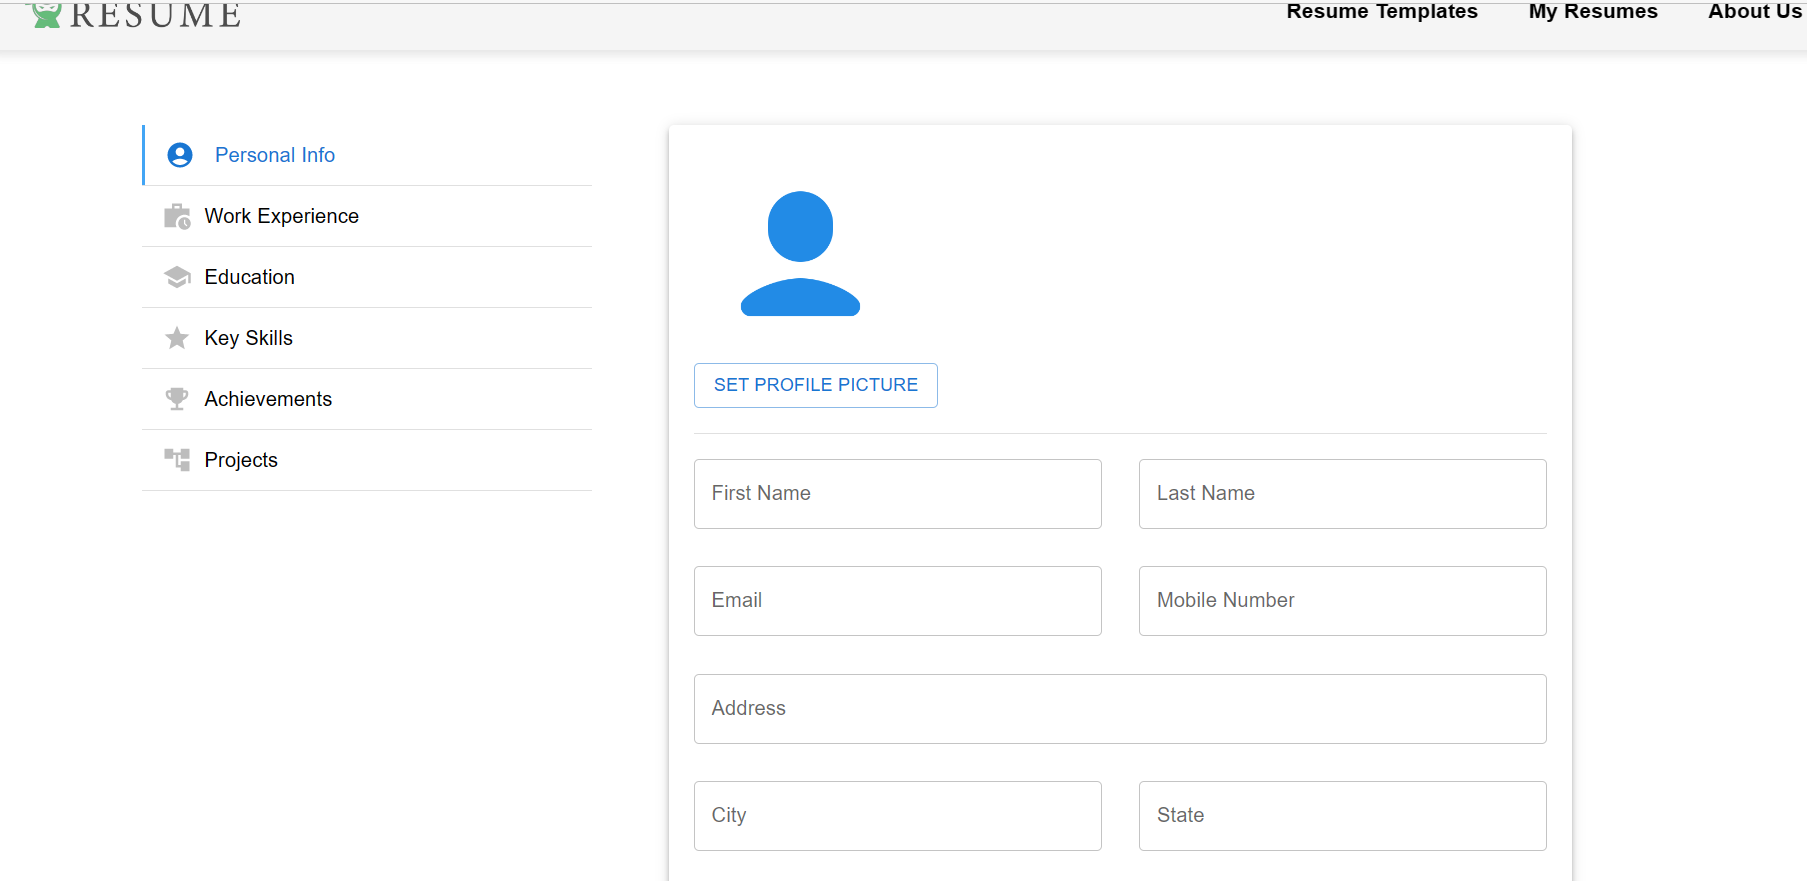 RESUME
Resume Templates
My Resumes
About Us
Personal Info
Work Experience
Education
Key Skills
Achievements
Projects
SET PROFILE PICTURE
First Name
Last Name
Email
Mobile Number
Address
City
State